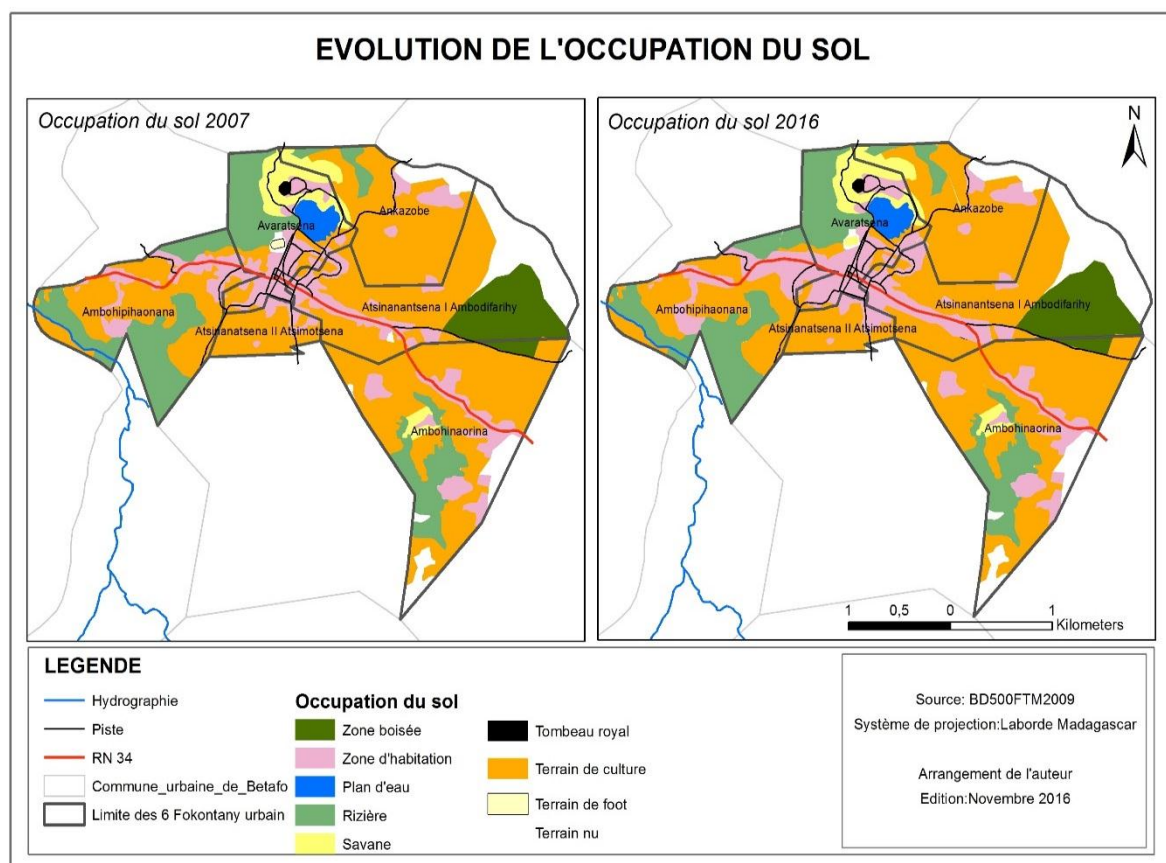 EVOLUTION DE L'OCCUPATION DU SOL
Occupation du sol 2007
Avaratsena
Ankazobe
Ambohipihaonana
Atsinanantsena I Ambodifarihy
Atsinanatsena II Atsimotsena
Ambohinaorina
Occupation du sol 2016
N
Avaratsena
Ankazobe
Ambohipihaonana
Atsinanantsena I Ambodifarihy
Atsinanatsena II Atsimotsena
Ambohinaorina
1 0,5 0 1
Kilometers
LEGENDE
Hydrographie
Piste
RN 34
Commune_urbaine_de_Betafo
Limite des 6 Fokontany urbain
Occupation du sol
Zone boisée
Zone d'habitation
Plan d'eau
Rizière
Savane
Tombeau royal
Terrain de culture
Terrain de foot
Terrain nu
Source: BD500FTM2009
Système de projection:Laborde Madagascar
Arrangement de l'auteur
Edition:Novembre 2016